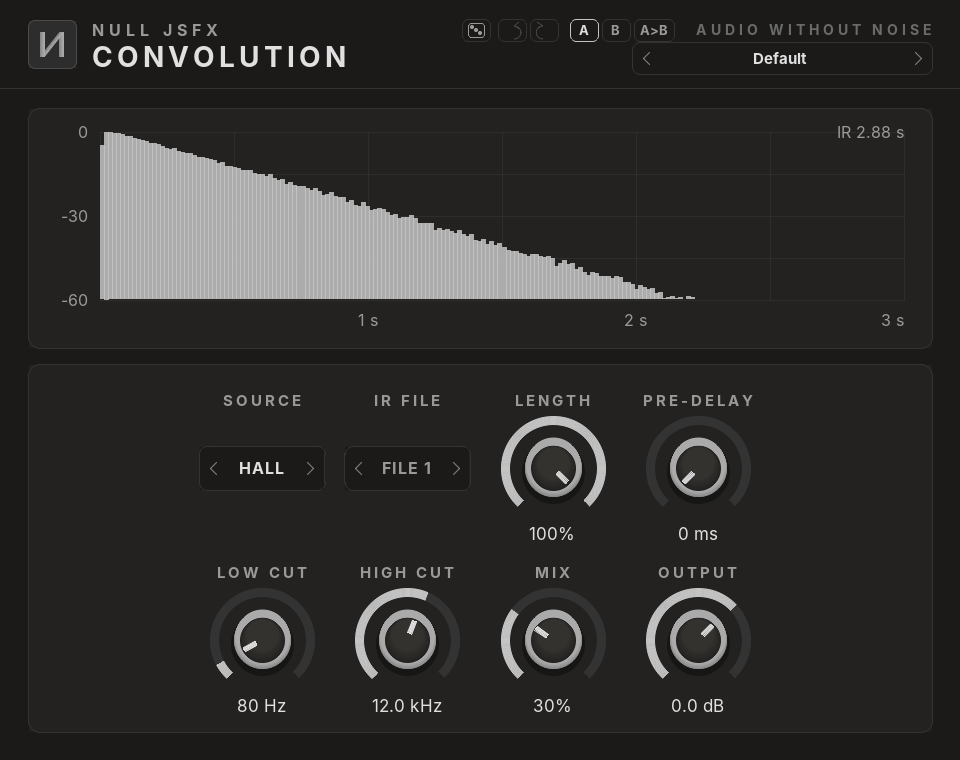 NULL JSFX
CONVOLUTION
A B A>B AUDIO WITHOUT NOISE
Default
0 IR 2.88 s
-30
-60
1 s 2 s 3 s
SOURCE IR FILE LENGTH PRE-DELAY
HALL FILE 1
100% 0 ms
LOW CUT HIGH CUT MIX OUTPUT
80 Hz 12.0 kHz 30% 0.0 dB